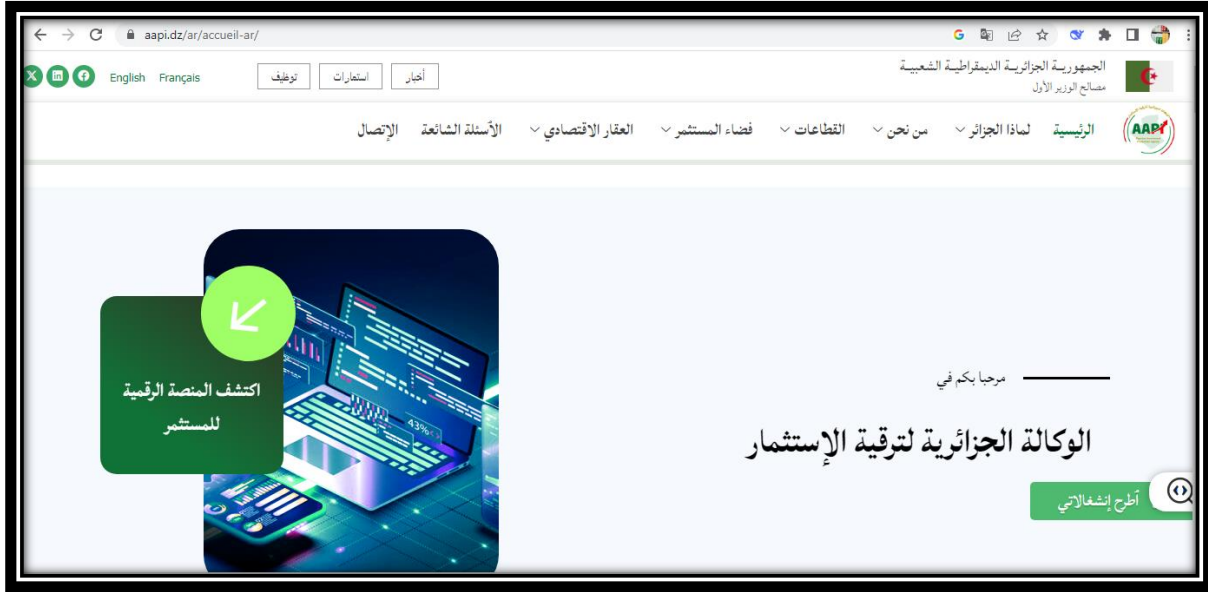 aapi.dz/ar/accueil-ar/
الجمهورية الجزائرية الديمقراطية الشعبية
مصالح الوزير الأول
أخبار
استمارات
توظيف
Français
English
AAPI
الرئيسية
لماذا الجزائر
من نحن
القطاعات
فضاء المستثمر
العقار الاقتصادي
الأسئلة الشائعة
الإتصال
مرحبا بكم في
الوكالة الجزائرية لترقية الإستثمار
أطرح إنشغالاتي
اكتشف المنصة الرقمية
للمستثمر
43%